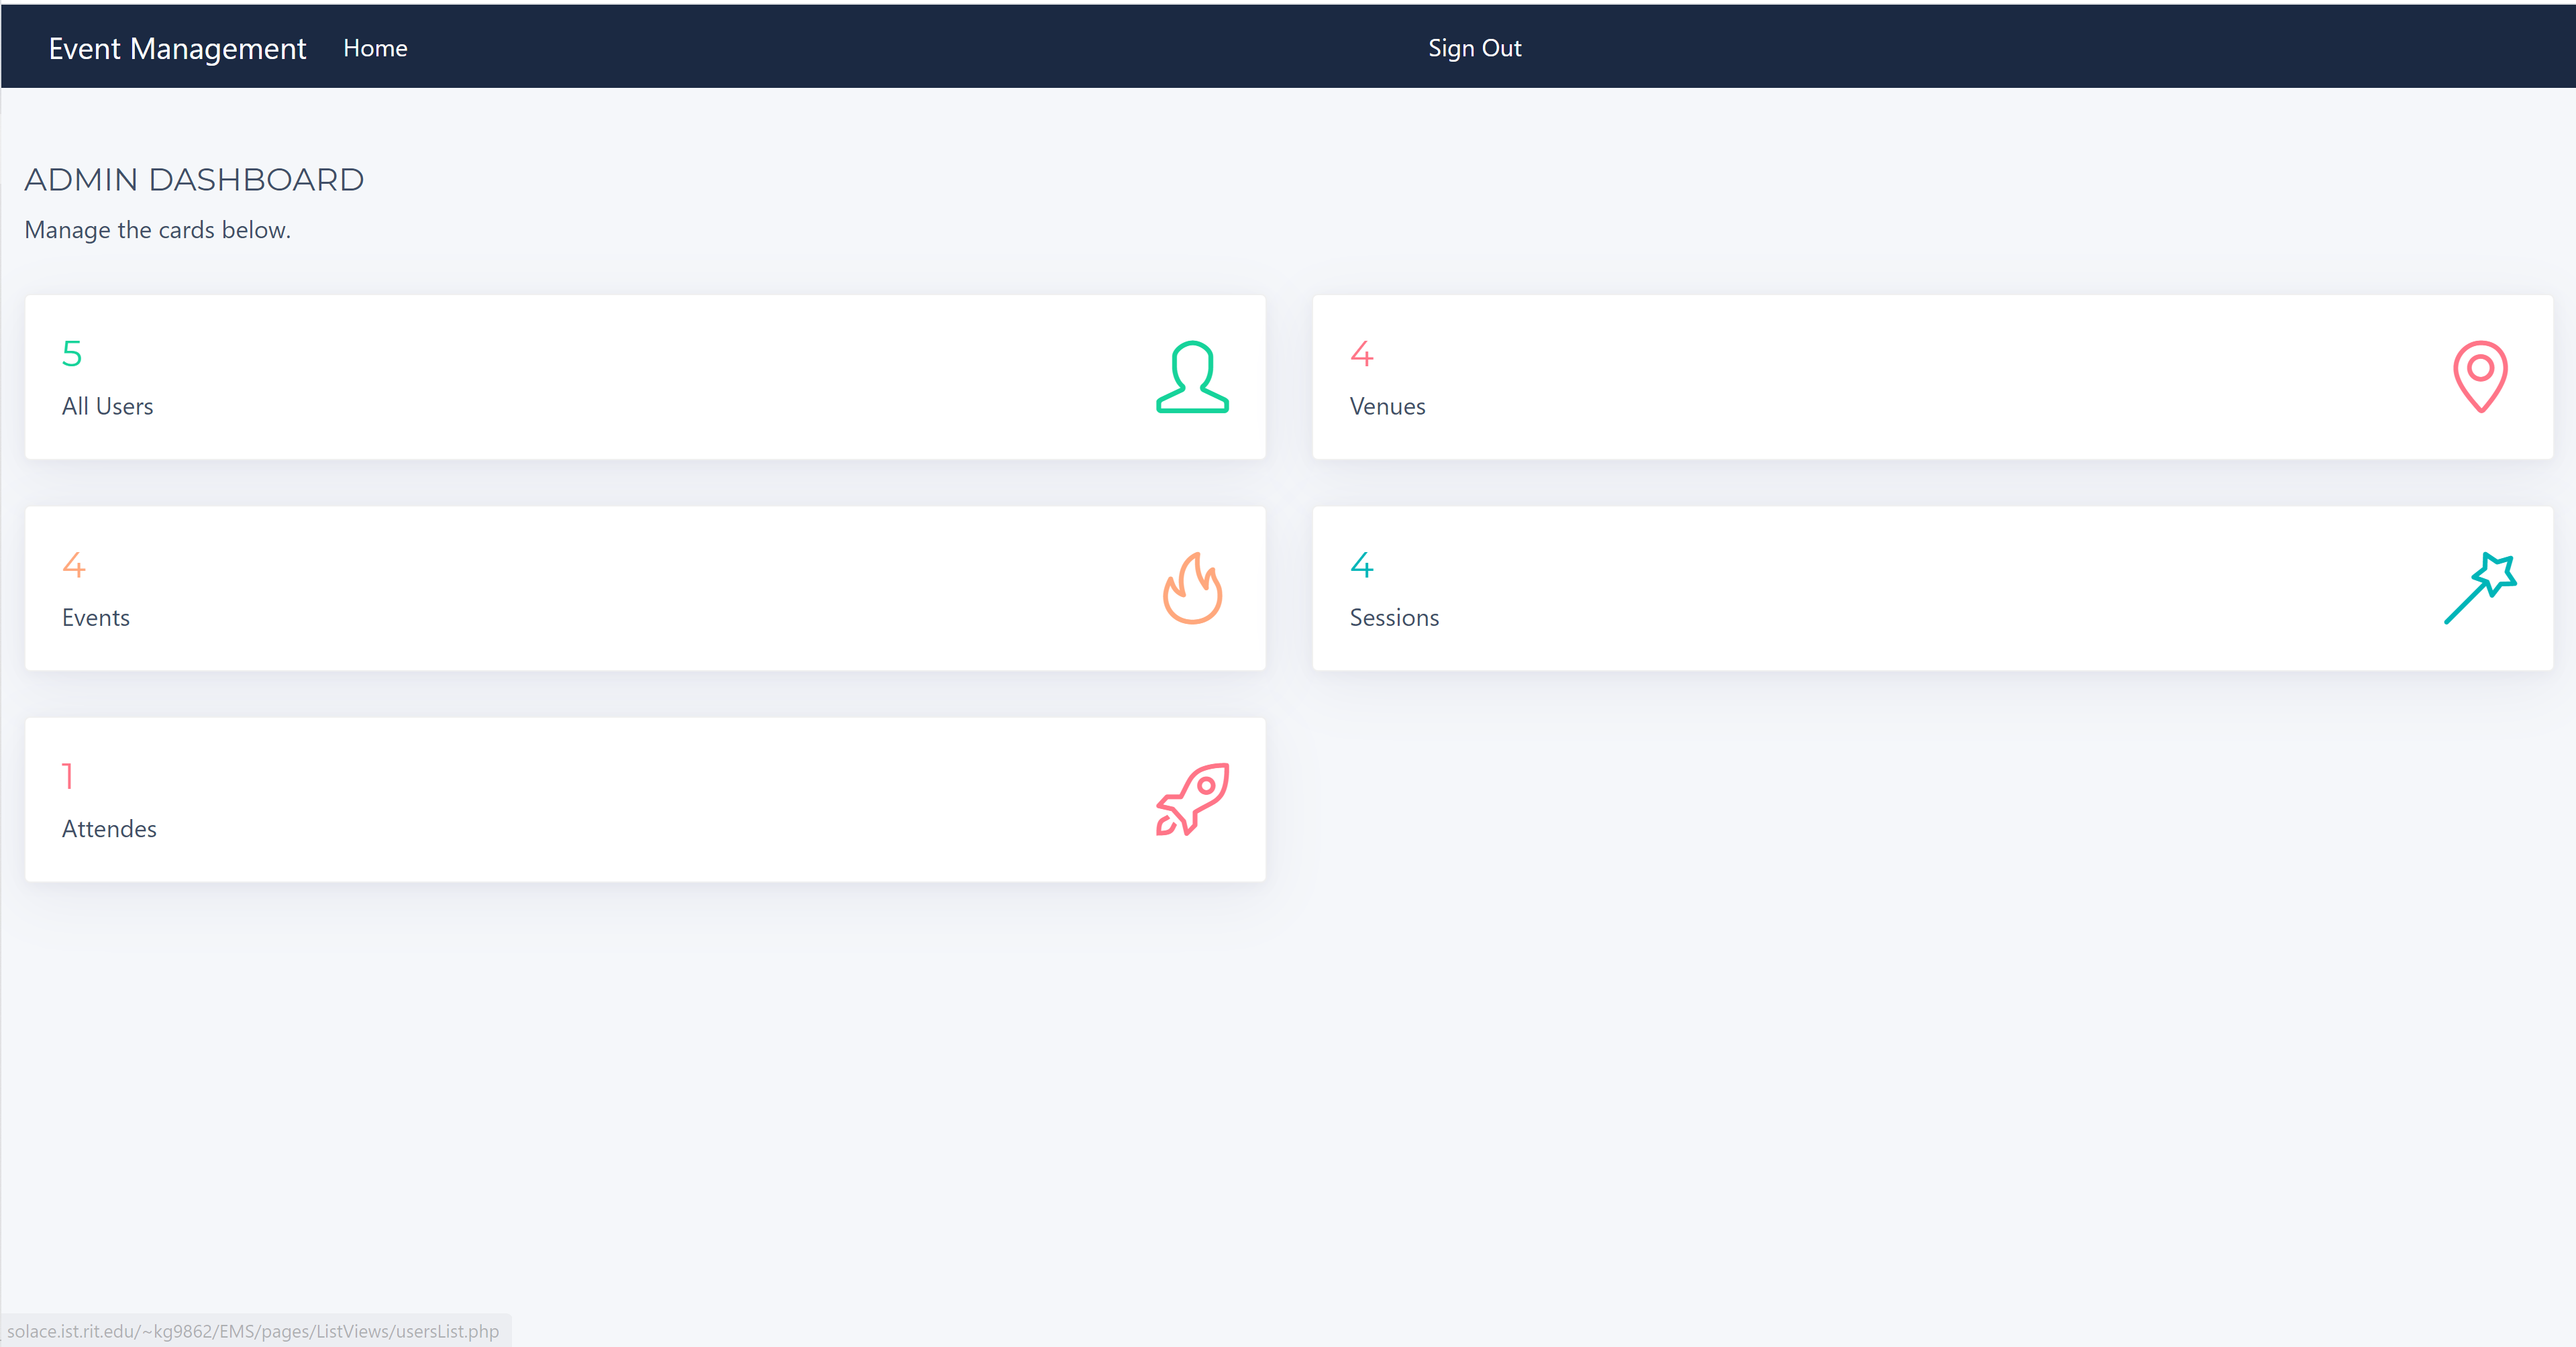 Event Management Home Sign Out
ADMIN DASHBOARD
Manage the cards below.
5
All Users
4
Venues
4
Events
4
Sessions
1
Attendes
solace.ist.rit.edu/~kg9862/EMS/pages/ListViews/usersList.php